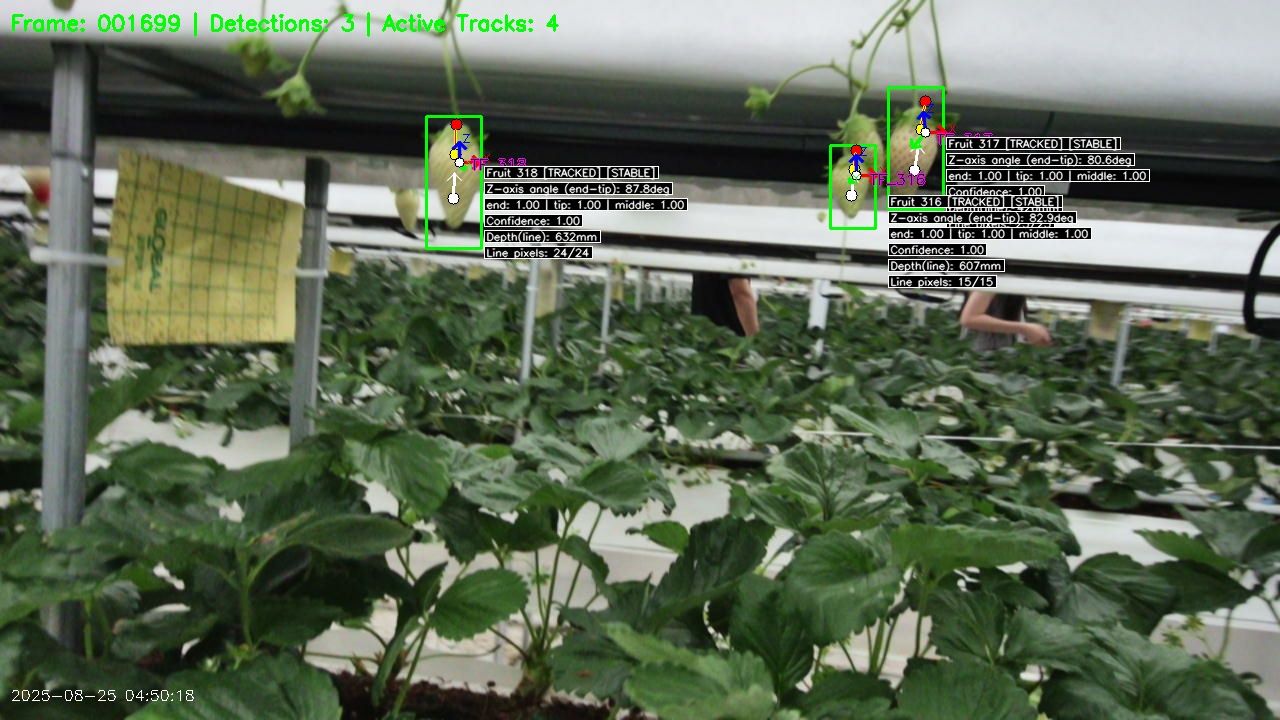 Frame: 001699 | Detections: 3 | Active Tracks: 4
Fruit 317 [TRACKED] [STABLE]
Z-axis angle (end-tip): 80.6deg
end: 1.00 | tip: 1.00 | middle: 1.00
Confidence: 1.00
Z
TF_318
Fruit 318 [TRACKED] [STABLE]
Z-axis angle (end-tip): 87.8deg
end: 1.00 | tip: 1.00 | middle: 1.00
Confidence: 1.00
Depth(line): 632mm
Line pixels: 24/24
TF_316
Fruit 316 [TRACKED] [STABLE]
Z-axis angle (end-tip): 82.9deg
end: 1.00 | tip: 1.00 | middle: 1.00
Confidence: 1.00
Depth(line): 607mm
Line pixels: 15/15
2025-08-25 04:50:18